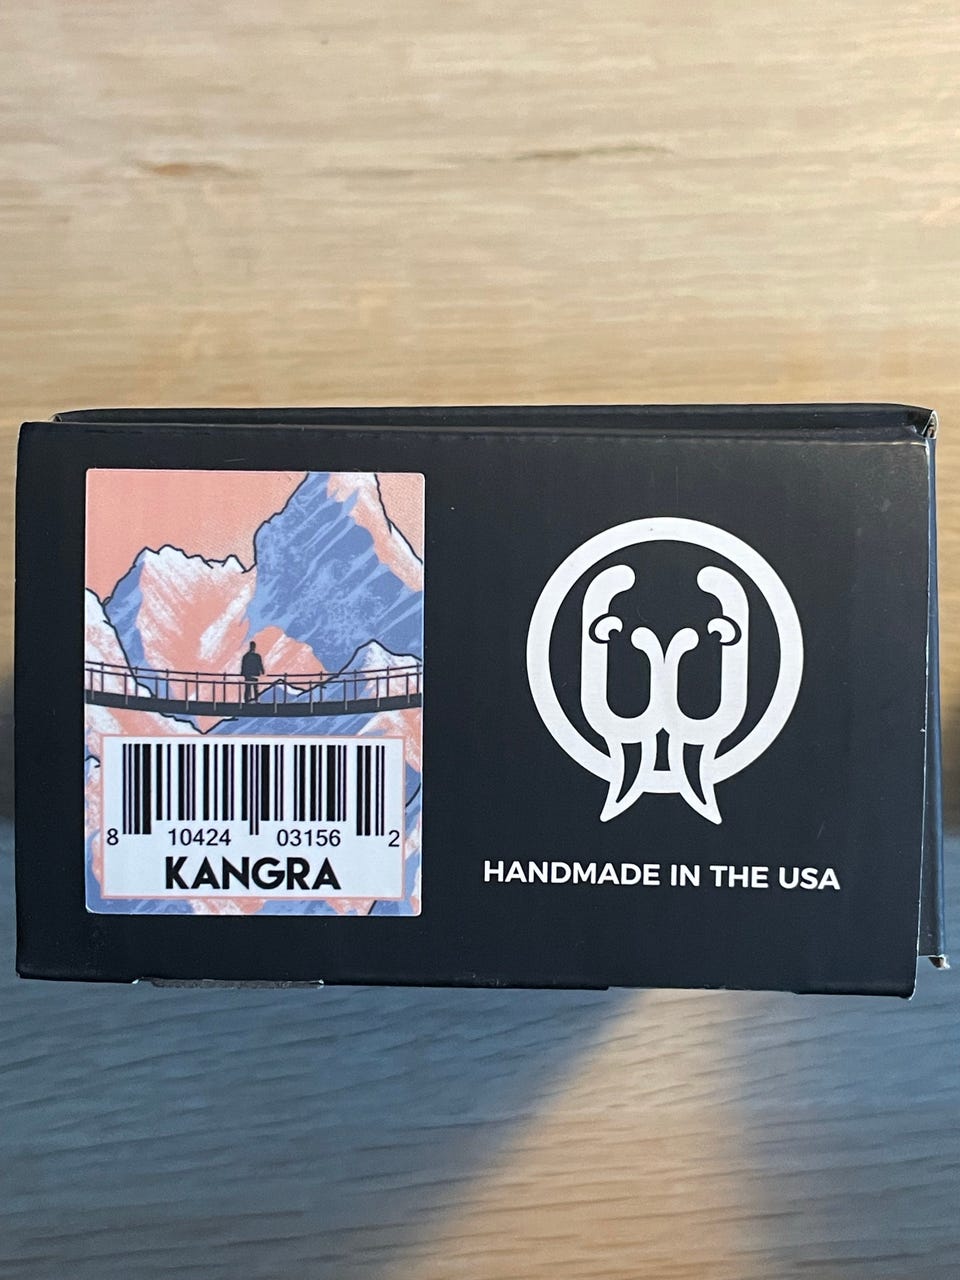 8 10424 03156 2
KANGRA
HANDMADE IN THE USA